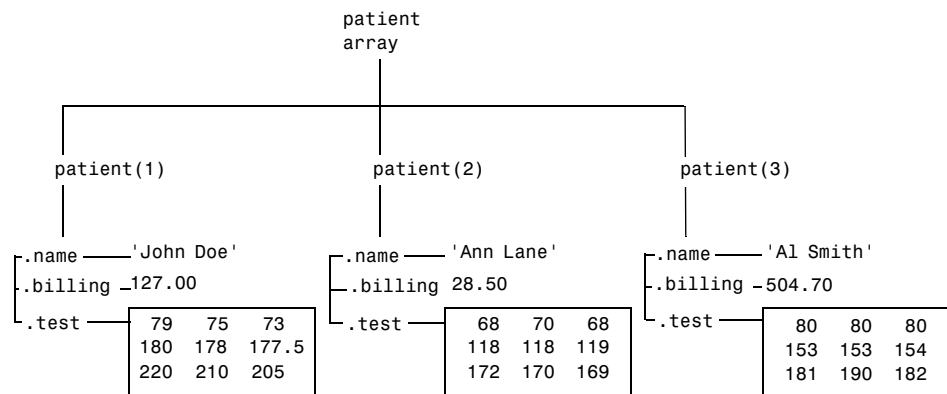 patient
array
patient(1) patient(2) patient(3)
.name 'John Doe' .name 'Ann Lane' .name 'Al Smith'
.billing 127.00 .billing 28.50 .billing 504.70
.test 79 75 73 .test 68 70 68 .test 80 80 80
180 178 177.5 118 118 119 153 153 154
220 210 205 172 170 169 181 190 182